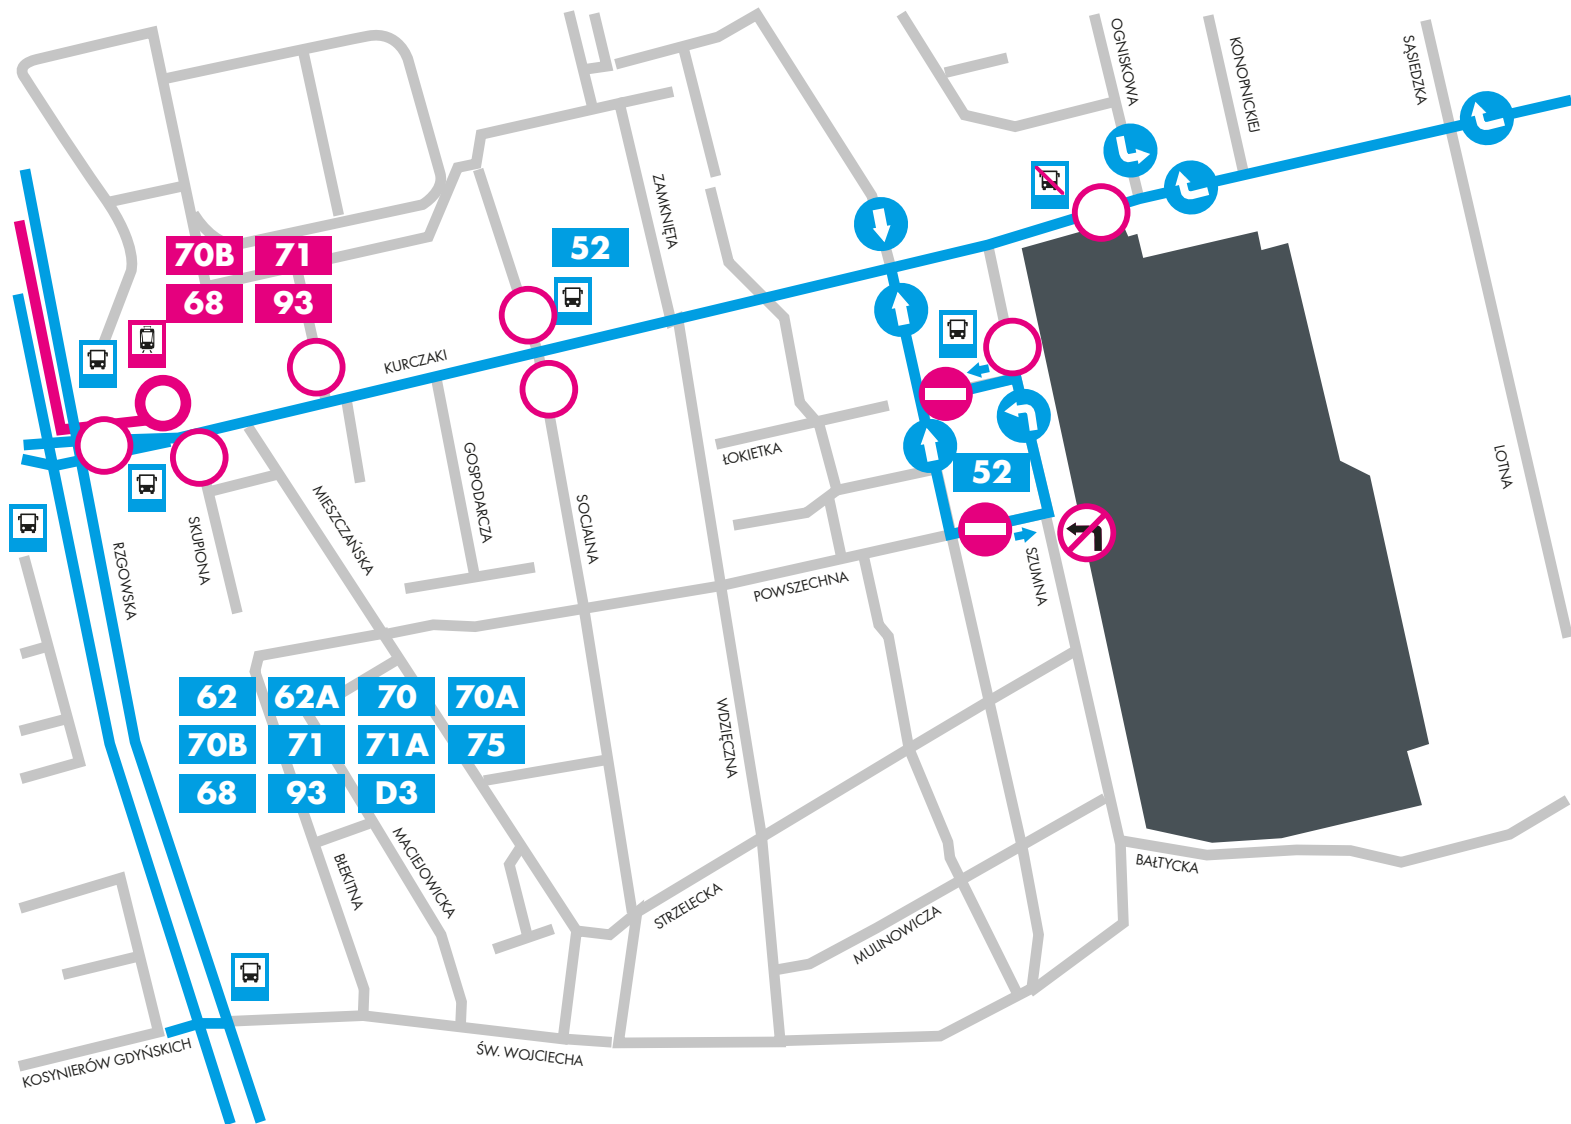 OGNISKOWA
KONOPNICKIEJ
SĄSIEDZKA
ZAMKNIĘTA
70B 71
68 93
52
KURCZAKI
ŁOKIETKA
52
LOTNA
GOSPODARCZA
SOCJALNA
MIESZCZAŃSKA
SKUPIONA
RZGOWSKA
SZUMNA
POWSZECHNA
62 62A 70 70A
70B 71 71A 75
68 93 D3
WDZIĘCZNA
BŁEKITNA
MACIEJOWICKA
STRZELECKA
MULINOWICZA
BAŁTYCKA
KOSYNIERÓW GDYŃSKICH
ŚW. WOJCIECHA